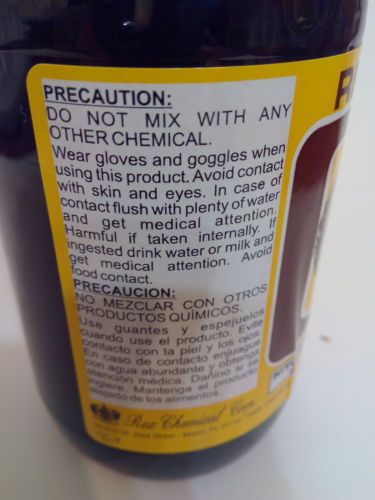 PRECAUTION:
DO NOT MIX WITH ANY
OTHER CHEMICAL.
Wear gloves and goggles when
using this product. Avoid contact
with skin and eyes. In case of
contact flush with plenty of water
and get medical attention.
Harmful if taken internally. If
ingested drink water or milk and
get medical attention. Avoid
food contact.
PRECAUCION:
NO MEZCLAR CON OTROS
PRODUCTOS QUÍMICOS.
Use guantes y espejuelos
cuando use el producto. Evite
contacto con la piel y los ojos.
En caso de contacto enjuague
con agua abundante y obtenga
atención médica. Dañino si se
ingiere. Mantenga el producto
alejado de los alimentos.
Rex Chemical Corp.